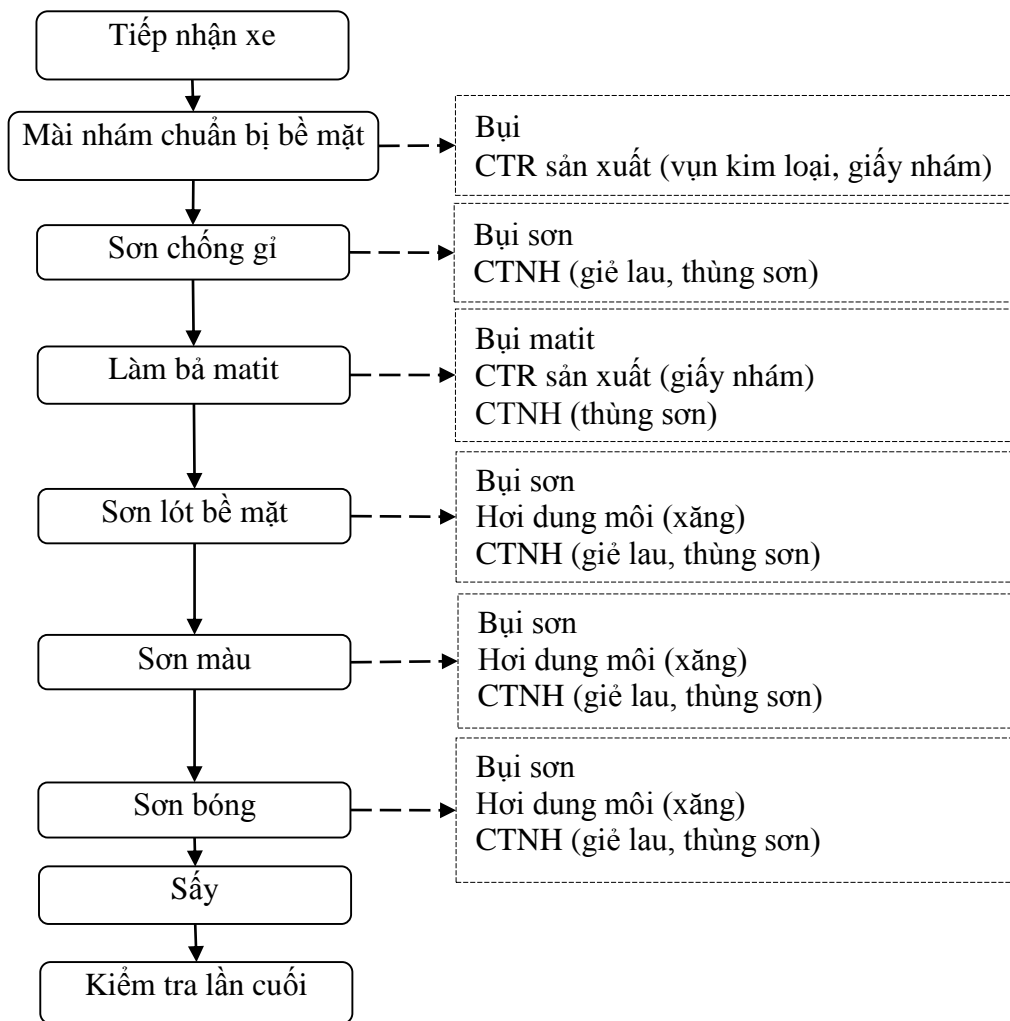 Tiếp nhận xe
Mài nhám chuẩn bị bề mặt
Bụi
CTR sản xuất (vụn kim loại, giấy nhám)
Sơn chống gỉ
Bụi sơn
CTNH (giẻ lau, thùng sơn)
Làm bả matit
Bụi matit
CTR sản xuất (giấy nhám)
CTNH (thùng sơn)
Sơn lót bề mặt
Bụi sơn
Hơi dung môi (xăng)
CTNH (giẻ lau, thùng sơn)
Sơn màu
Bụi sơn
Hơi dung môi (xăng)
CTNH (giẻ lau, thùng sơn)
Sơn bóng
Bụi sơn
Hơi dung môi (xăng)
CTNH (giẻ lau, thùng sơn)
Sấy
Kiểm tra lần cuối